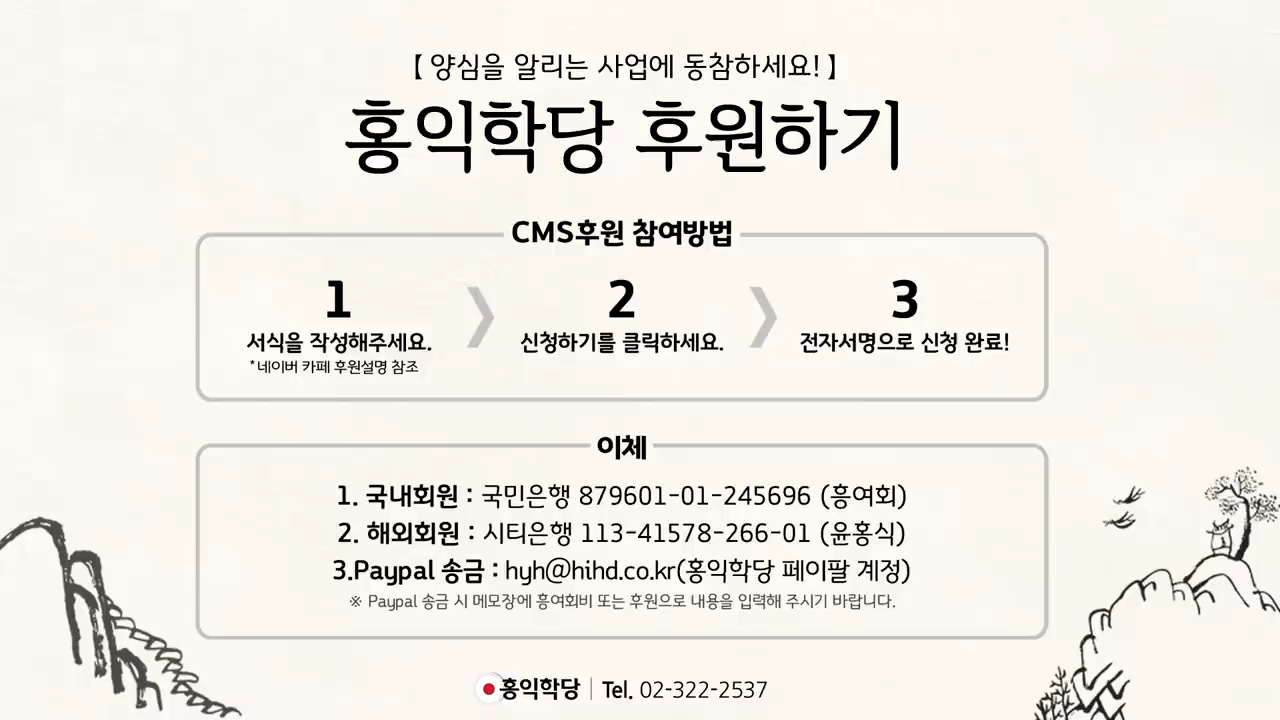 【 양심을 알리는 사업에 동참하세요! 】
홍익학당 후원하기
CMS후원 참여방법
1
서식을 작성해주세요.
*네이버 카페 후원설명 참조
2
신청하기를 클릭하세요.
3
전자서명으로 신청 완료!
이체
1. 국내회원 : 국민은행 879601-01-245696 (흥여회)
2. 해외회원 : 시티은행 113-41578-266-01 (윤홍식)
3.Paypal 송금 : hyh@hihd.co.kr(홍익학당 페이팔 계정)
※ Paypal 송금 시 메모장에 흥여회비 또는 후원으로 내용을 입력해 주시기 바랍니다.
홍익학당 | Tel. 02-322-2537